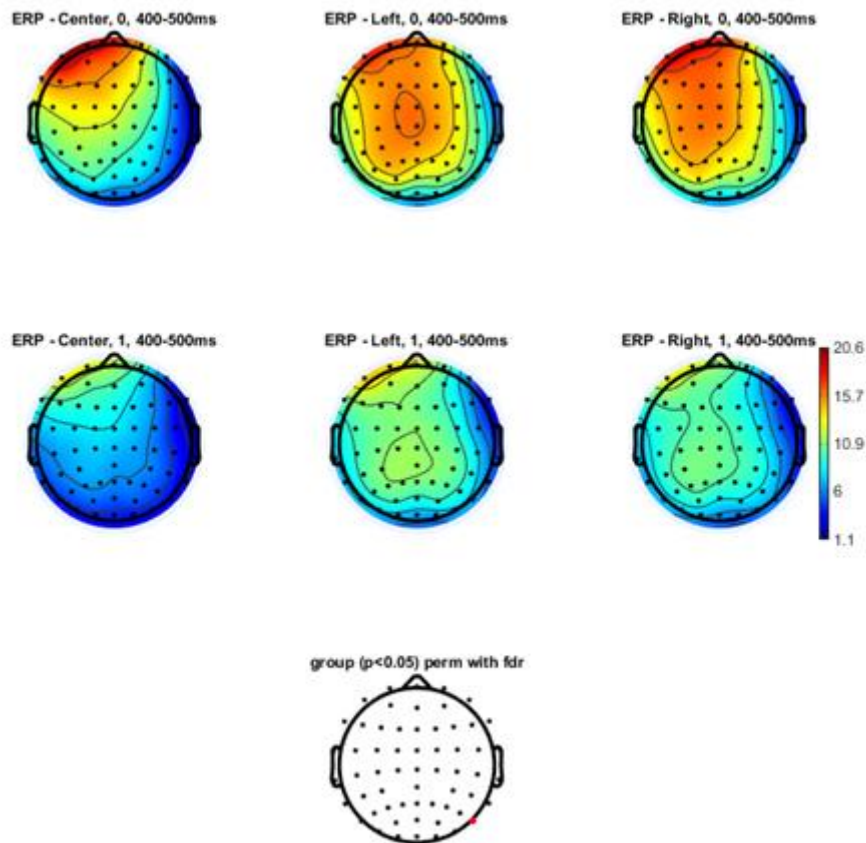 ERP - Center, 0, 400-500ms
ERP - Left, 0, 400-500ms
ERP - Right, 0, 400-500ms
ERP - Center, 1, 400-500ms
ERP - Left, 1, 400-500ms
ERP - Right, 1, 400-500ms
20.6
15.7
10.9
6
1.1
group (p<0.05) perm with fdr